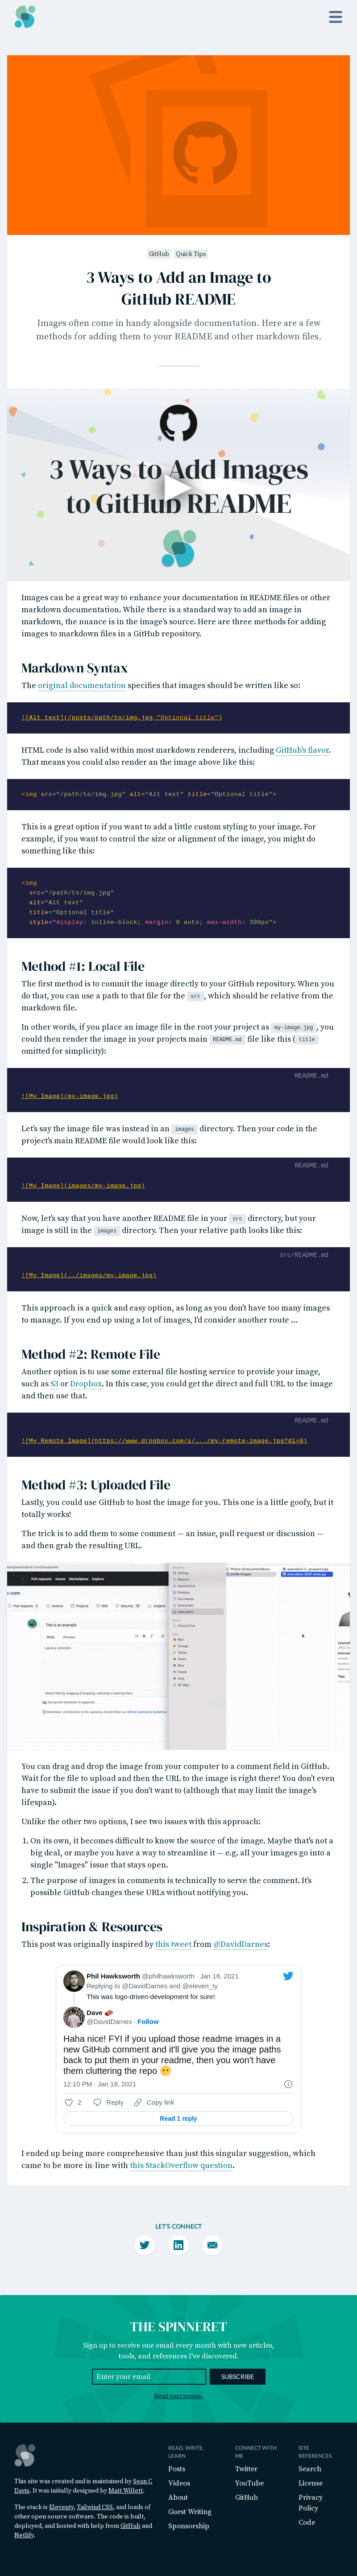 GitHub Quick Tips
3 Ways to Add an Image to
GitHub README
Images often come in handy alongside documentation. Here are a few
methods for adding images to your README and other markdown files.
3 Ways to Add Images
to GitHub README
Images can be a great way to enhance your documentation in README files or other
markdown documentation. While there is a standard way to add an image in
markdown, the nuance is in the image's source. Here are three methods for adding
images to markdown files in a GitHub repository.
Markdown Syntax
The original documentation specifies that images should be written like so:
![Alt text](/posts/path/to/img.jpg "Optional title")
HTML code is also valid within most markdown renderers, including GitHub's flavor.
That means you could also render an the image above like this:
<img src="/path/to/img.jpg" alt="Alt text" title="Optional title">
This is a great option if you want to add a little custom styling to your image. For
example, if you want to control the size or alignment of the image, you might do
something like this:
<img
src="/path/to/img.jpg"
alt="Alt text"
title="Optional title"
style="display: inline-block; margin: 0 auto; max-width: 300px">
Method #1: Local File
The first method is to commit the image directly to your GitHub repository. When you
do that, you can use a path to that file for the src, which should be relative from the
markdown file.
In other words, if you place an image file in the root your project as my-image.jpg, you
could then render the image in your projects main README.md file like this ( title
omitted for simplicity):
README.md
![My Image](my-image.jpg)
Let's say the image file was instead in an images directory. Then your code in the
project's main README file would look like this:
README.md
![My Image](images/my-image.jpg)
Now, let's say that you have another README file in your src directory, but your
image is still in the images directory. Then your relative path looks like this:
src/README.md
![My Image](../images/my-image.jpg)
This approach is a quick and easy option, as long as you don't have too many images
to manage. If you end up using a lot of images, I'd consider another route ...
Method #2: Remote File
Another option is to use some external file hosting service to provide your image,
such as S3 or Dropbox. In this case, you could get the direct and full URL to the image
and then use that.
README.md
![My Remote Image](https://www.dropbox.com/s/.../my-remote-image.jpg?dl=0)
Method #3: Uploaded File
Lastly, you could use GitHub to host the image for you. This one is a little goofy, but it
totally works!
The trick is to add them to some comment — an issue, pull request or discussion —
and then grab the resulting URL.
This is an example
Write Preview
Leave a comment
You can drag and drop the image from your computer to a comment field in GitHub.
Wait for the file to upload and then the URL to the image is right there! You don't even
have to submit the issue if you don't want to (although that may limit the image's
lifespan).
Unlike the other two options, I see two issues with this approach:
1. On its own, it becomes difficult to know the source of the image. Maybe that's not a
big deal, or maybe you have a way to streamline it — e.g. all your images go into a
single "Images" issue that stays open.
2. The purpose of images in comments is technically to serve the comment. It's
possible GitHub changes these URLs without notifying you.
Inspiration & Resources
This post was originally inspired by this tweet from @DavidDarnes:
Phil Hawksworth @philhawksworth · Jan 18, 2021
Replying to @DavidDarnes and @eleven_ty
This was logo-driven-development for sure!
Dave
@DavidDarnes · Follow
Haha nice! FYI if you upload those readme images in a
new GitHub comment and it'll give you the image paths
back to put them in your readme, then you won't have
them cluttering the repo
12:10 PM · Jan 18, 2021
2 Reply Copy link
Read 1 reply
I ended up being more comprehensive than just this singular suggestion, which
came to be more in-line with this StackOverflow question.
LET'S CONNECT
THE SPINNERET
Sign up to receive one email every month with new articles,
tools, and references I've discovered.
Enter your email SUBSCRIBE
Read past issues.
This site was created and is maintained by Sean C
Davis. It was initially designed by Matt Willett.
The stack is Eleventy, Tailwind CSS, and loads of
other open-source software. The code is built,
deployed, and hosted with help from GitHub and
Netlify.
READ, WRITE,
LEARN
Posts
Videos
About
Guest Writing
Sponsorship
CONNECT WITH
ME
Twitter
YouTube
GitHub
SITE
REFERENCES
Search
License
Privacy
Policy
Code